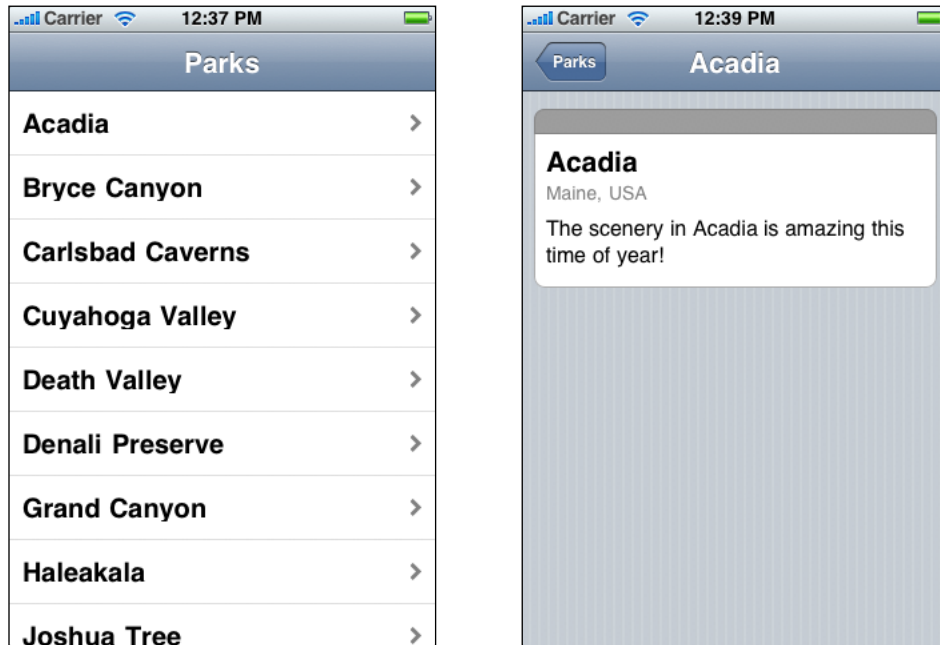 Carrier 12:37 PM
Parks
Acadia
Bryce Canyon
Carlsbad Caverns
Cuyahoga Valley
Death Valley
Denali Preserve
Grand Canyon
Haleakala
Joshua Tree
Carrier 12:39 PM
Parks Acadia
Acadia
Maine, USA
The scenery in Acadia is amazing this
time of year!